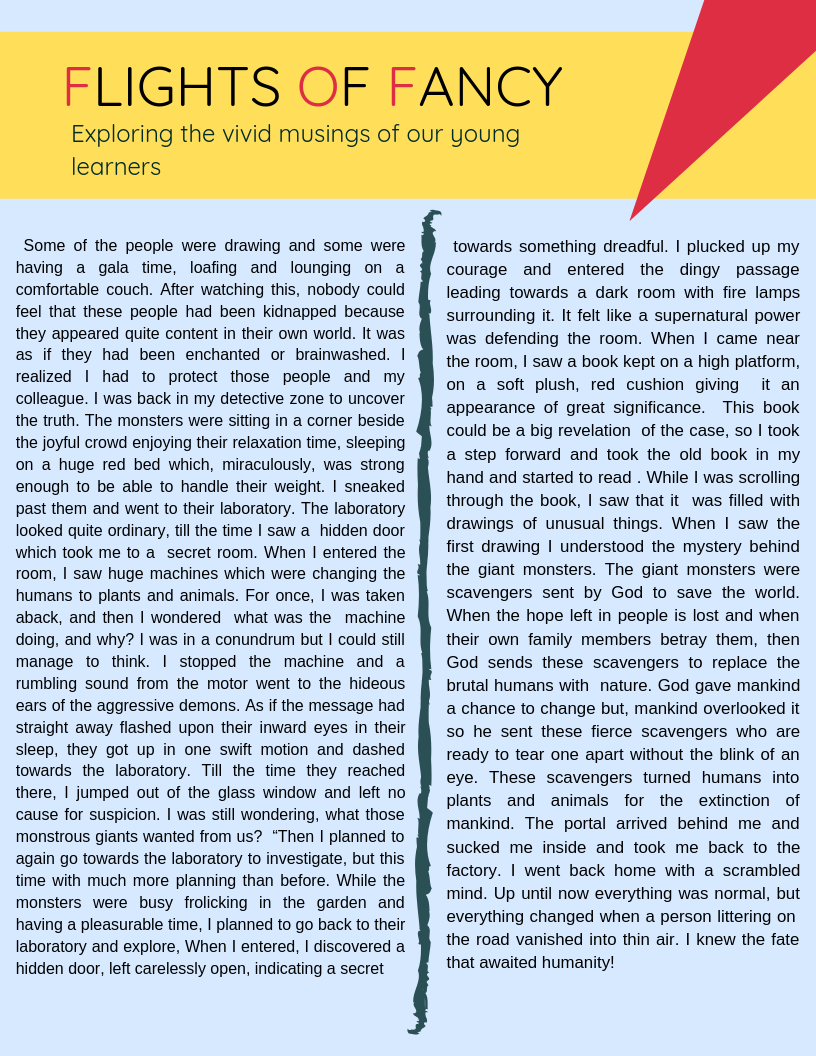 FLIGHTS OF FANCY
Exploring the vivid musings of our young
learners
Some of the people were drawing and some were
having a gala time, loafing and lounging on a
comfortable couch. After watching this, nobody could
feel that these people had been kidnapped because
they appeared quite content in their own world. It was
as if they had been enchanted or brainwashed. I
realized I had to protect those people and my
colleague. I was back in my detective zone to uncover
the truth. The monsters were sitting in a corner beside
the joyful crowd enjoying their relaxation time, sleeping
on a huge red bed which, miraculously, was strong
enough to be able to handle their weight. I sneaked
past them and went to their laboratory. The laboratory
looked quite ordinary, till the time I saw a hidden door
which took me to a secret room. When I entered the
room, I saw huge machines which were changing the
humans to plants and animals. For once, I was taken
aback, and then I wondered what was the machine
doing, and why? I was in a conundrum but I could still
manage to think. I stopped the machine and a
rumbling sound from the motor went to the hideous
ears of the aggressive demons. As if the message had
straight away flashed upon their inward eyes in their
sleep, they got up in one swift motion and dashed
towards the laboratory. Till the time they reached
there, I jumped out of the glass window and left no
cause for suspicion. I was still wondering, what those
monstrous giants wanted from us? “Then I planned to
again go towards the laboratory to investigate, but this
time with much more planning than before. While the
monsters were busy frolicking in the garden and
having a pleasurable time, I planned to go back to their
laboratory and explore, When I entered, I discovered a
hidden door, left carelessly open, indicating a secret
towards something dreadful. I plucked up my
courage and entered the dingy passage
leading towards a dark room with fire lamps
surrounding it. It felt like a supernatural power
was defending the room. When I came near
the room, I saw a book kept on a high platform,
on a soft plush, red cushion giving it an
appearance of great significance. This book
could be a big revelation of the case, so I took
a step forward and took the old book in my
hand and started to read . While I was scrolling
through the book, I saw that it was filled with
drawings of unusual things. When I saw the
first drawing I understood the mystery behind
the giant monsters. The giant monsters were
scavengers sent by God to save the world.
When the hope left in people is lost and when
their own family members betray them, then
God sends these scavengers to replace the
brutal humans with nature. God gave mankind
a chance to change but, mankind overlooked it
so he sent these fierce scavengers who are
ready to tear one apart without the blink of an
eye. These scavengers turned humans into
plants and animals for the extinction of
mankind. The portal arrived behind me and
sucked me inside and took me back to the
factory. I went back home with a scrambled
mind. Up until now everything was normal, but
everything changed when a person littering on
the road vanished into thin air. I knew the fate
that awaited humanity!